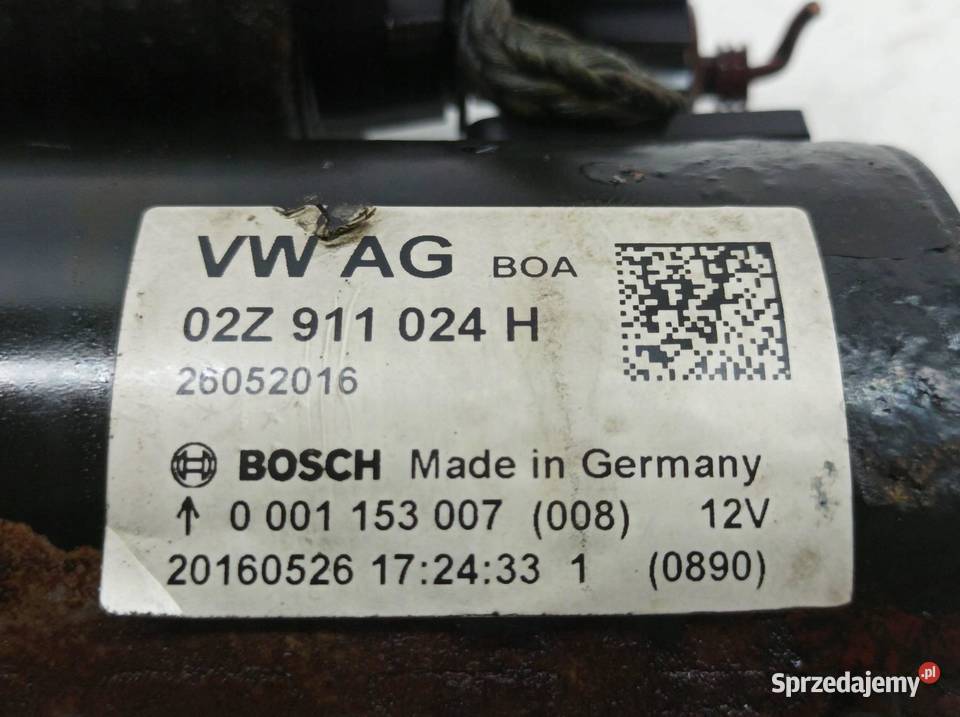 VW AG BOA
02Z 911 024 H
26052016
BOSCH Made in Germany
↑ 0 001 153 007 (008) 12V
20160526 17:24:33 1 (0890)
Sprzedajemy.pl